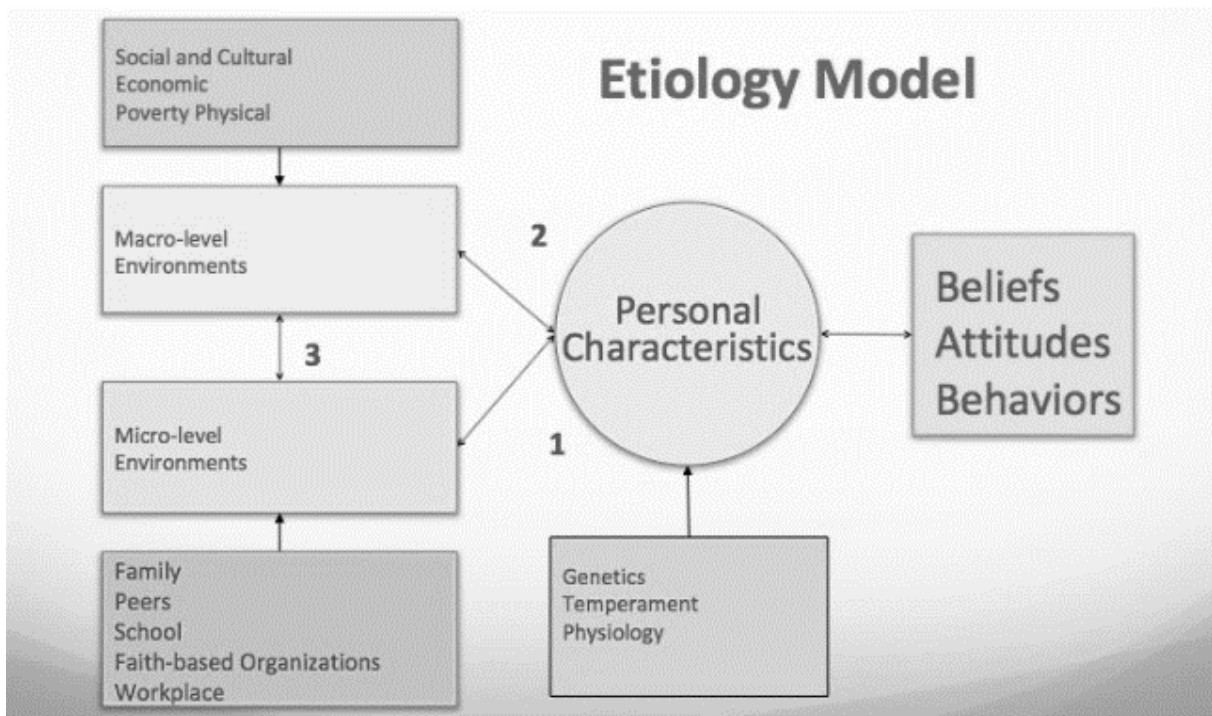 Social and Cultural
Economic
Poverty Physical
Etiology Model
Macro-level
Environments
2
Personal
Characteristics
Beliefs
Attitudes
Behaviors
3
Micro-level
Environments
1
Family
Peers
School
Faith-based Organizations
Workplace
Genetics
Temperament
Physiology